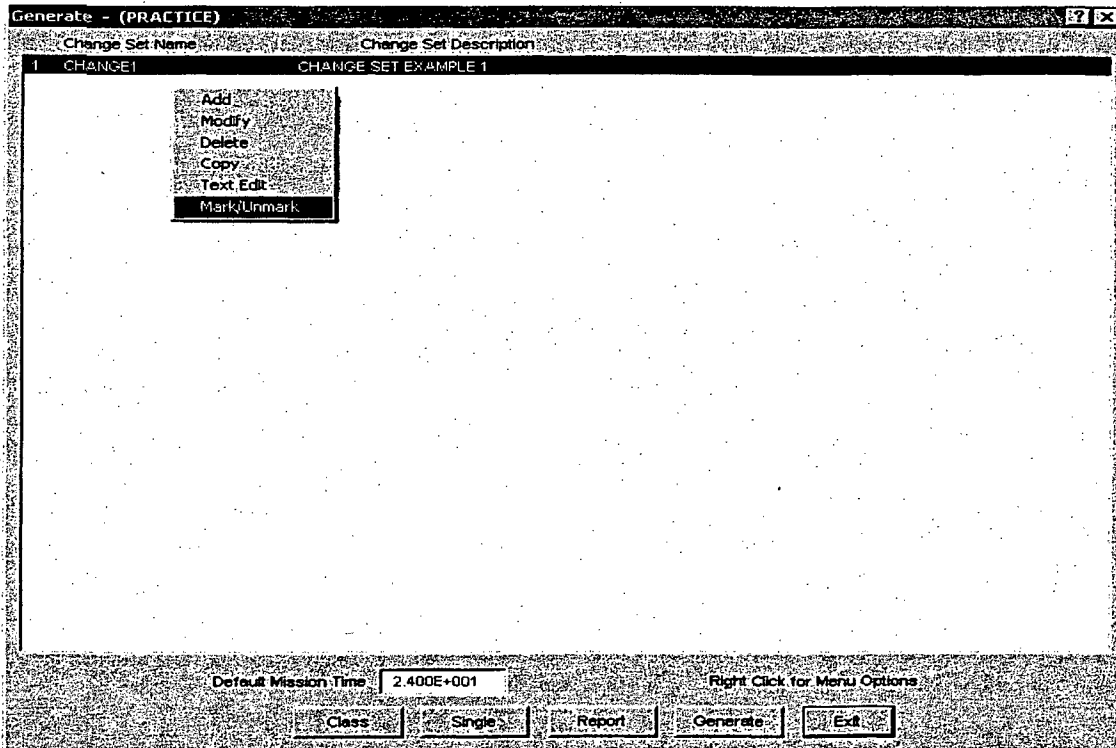 Generate - (PRACTICE)
Change Set Name Change Set Description
1 CHANGE1 CHANGE SET EXAMPLE 1
Add
Modify
Delete
Copy
Text Edit
Mark/Unmark
Default Mission Time 2.400E+001 Right Click for Menu Options
Class Single Report Generate Exit